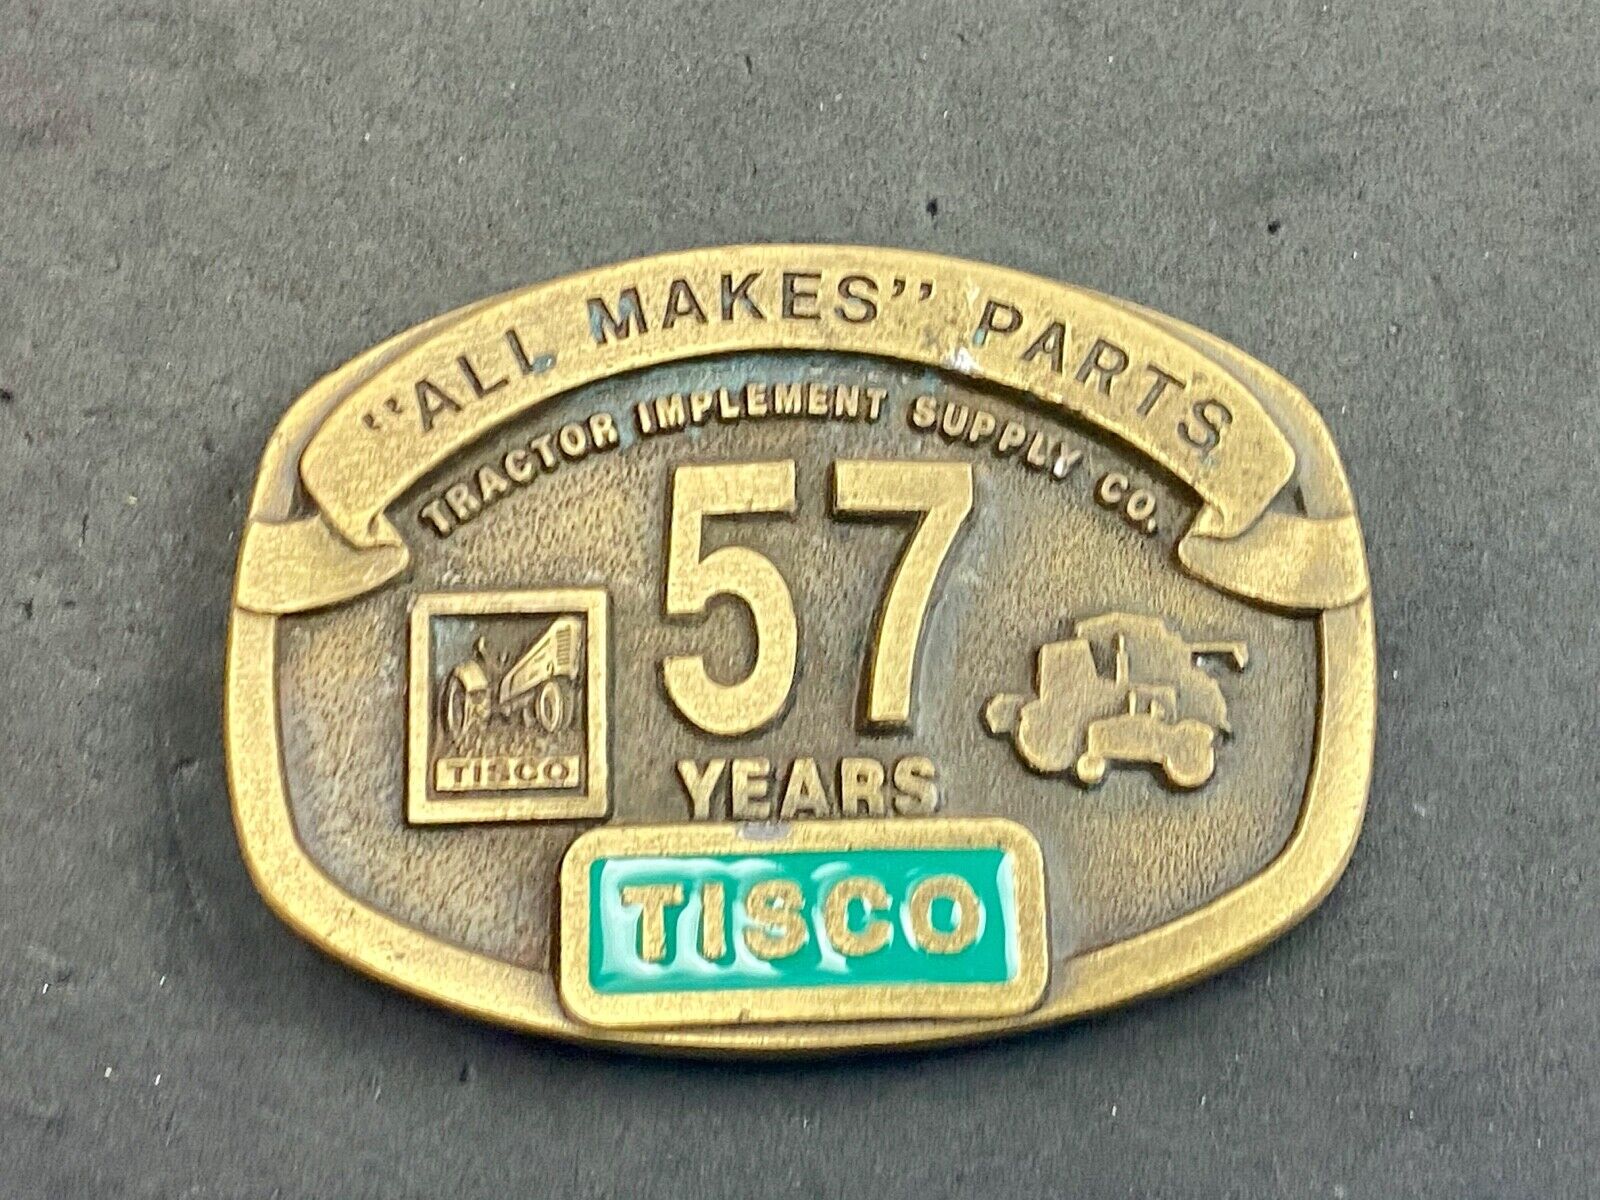 "ALL MAKES" PARTS
TRACTOR IMPLEMENT SUPPLY CO.
57
YEARS
TISCO
TISCO